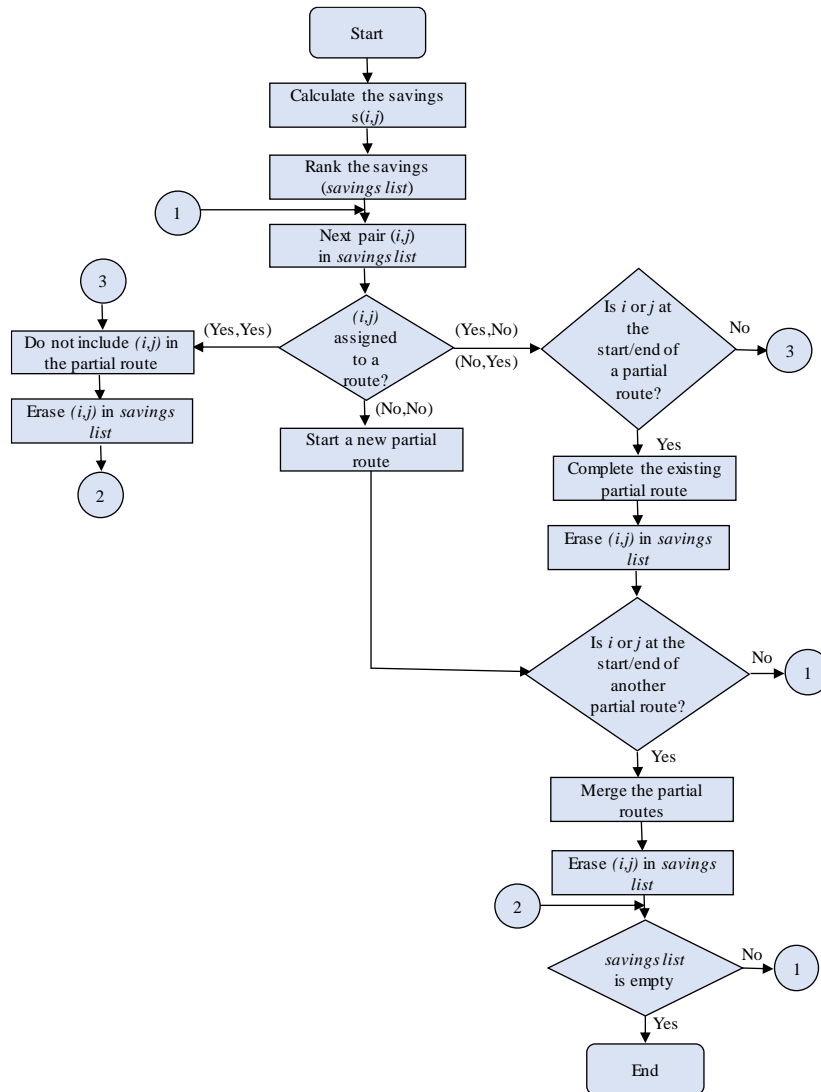 Start
Calculate the savings
s(i,j)
Rank the savings
(savings list)
1
Next pair (i,j)
in savings list
3
(i,j)
assigned
to a
route?
(Yes,Yes)
(Yes,No)
(No,Yes)
(No,No)
Do not include (i,j) in
the partial route
Erase (i,j) in savings
list
2
Start a new partial
route
Is i or j at
the
start/end of
a partial
route?
No
3
Yes
Complete the existing
partial route
Erase (i,j) in savings
list
Is i or j at the
start/end of
another
partial route?
No
1
Yes
Merge the partial
routes
Erase (i,j) in savings
list
2
savings list
is empty
No
1
Yes
End